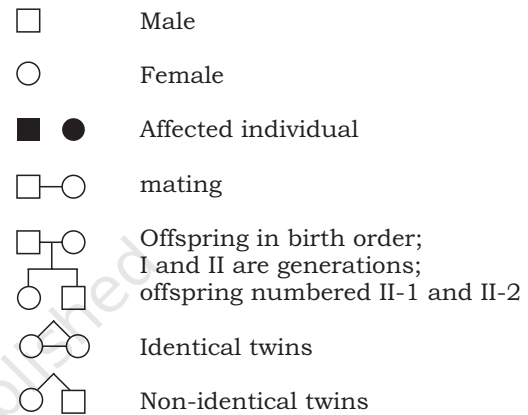 Male
Female
Affected individual
mating
Offspring in birth order;
I and II are generations;
offspring numbered II-1 and II-2
Identical twins
Non-identical twins